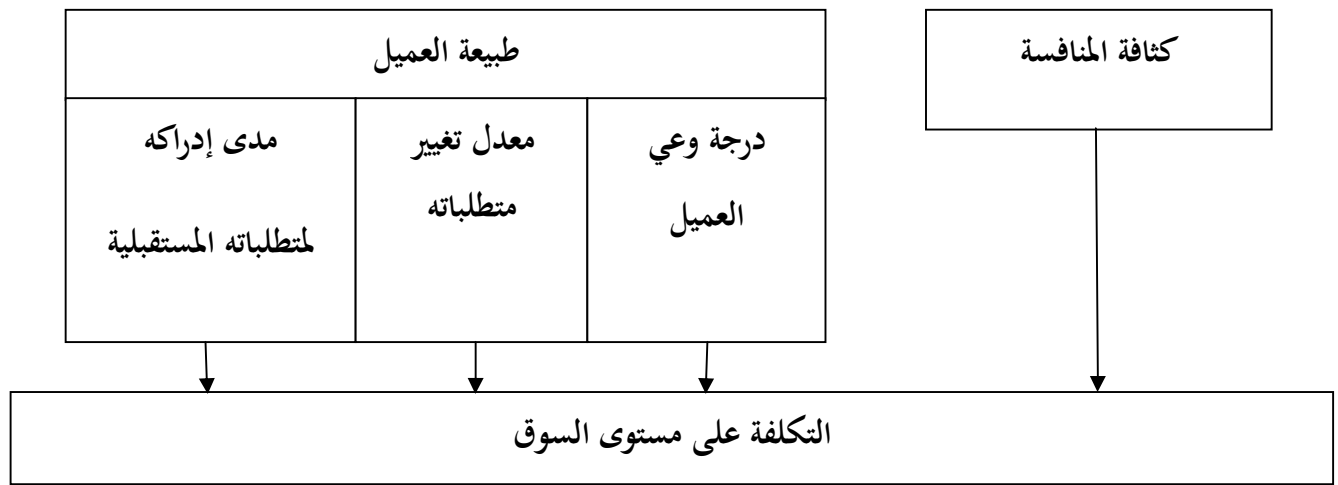 كثافة المنافسة
طبيعة العميل
درجة وعي
العميل
معدل تغيير
متطلباته
مدى إدراكه
لمتطلباته المستقبلية
التكلفة على مستوى السوق